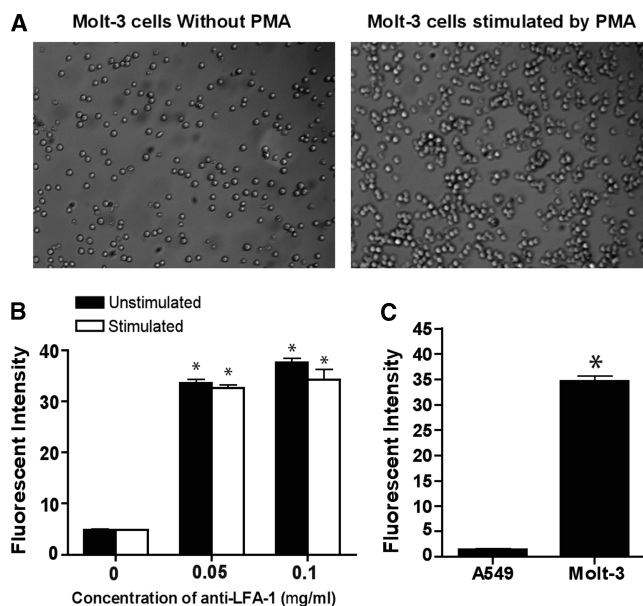 A
Molt-3 cells Without PMA
Molt-3 cells stimulated by PMA
B
Unstimulated
Stimulated
Fluorescent Intensity
40
30
20
10
0
*
*
*
*
0
0.05
0.1
Concentration of anti-LFA-1 (mg/ml)
C
Fluorescent Intensity
45
40
35
30
25
20
15
10
5
0
*
A549
Molt-3